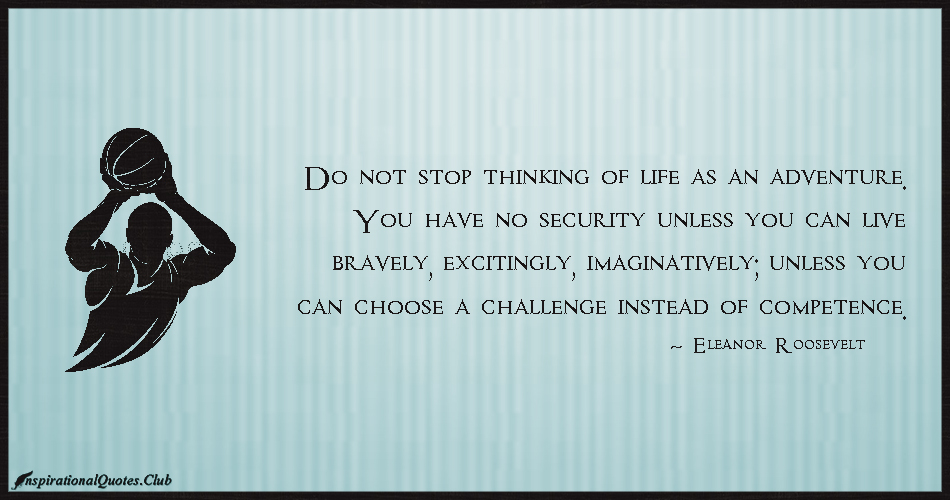 Do not stop thinking of life as an adventure.
You have no security unless you can live
bravely, excitingly, imaginatively; unless you
can choose a challenge instead of competence.
~ Eleanor Roosevelt
InspirationalQuotes.Club